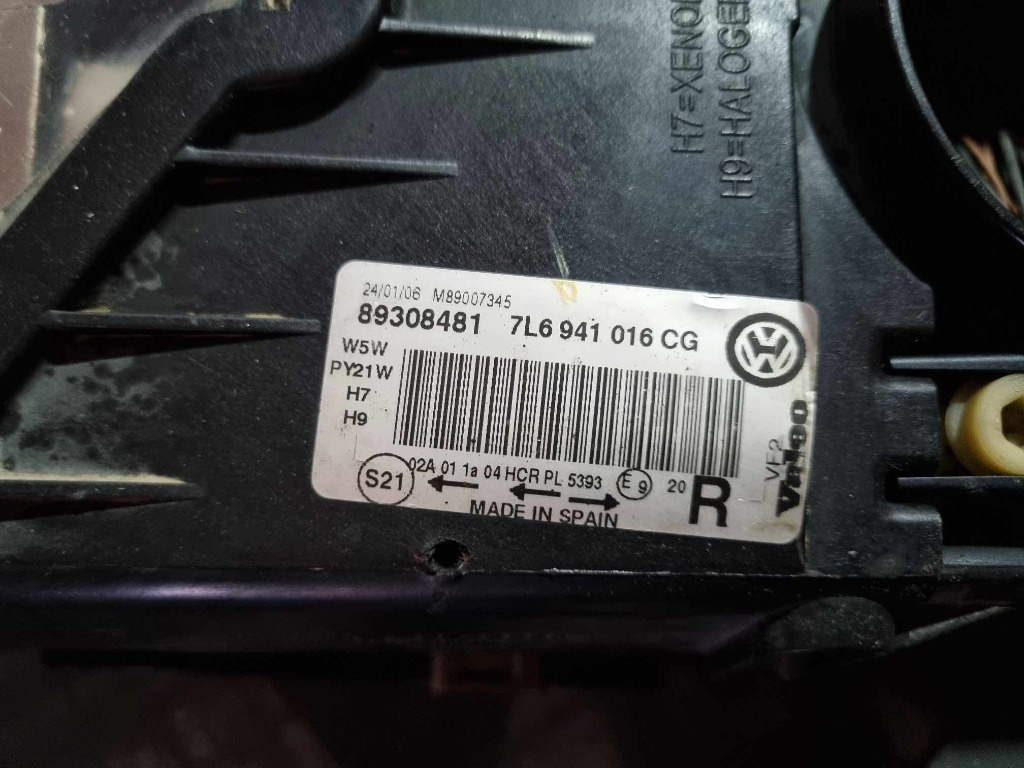 H7=XENO
H9=HALOGE
24/01/06 M89007345
89308481 7L6 941 016 CG
W5W
PY21W
H7
H9
02A 01 1a 04 HCR PL 5393 E 9 20
S21
R
MADE IN SPAIN
VF2
Valeo